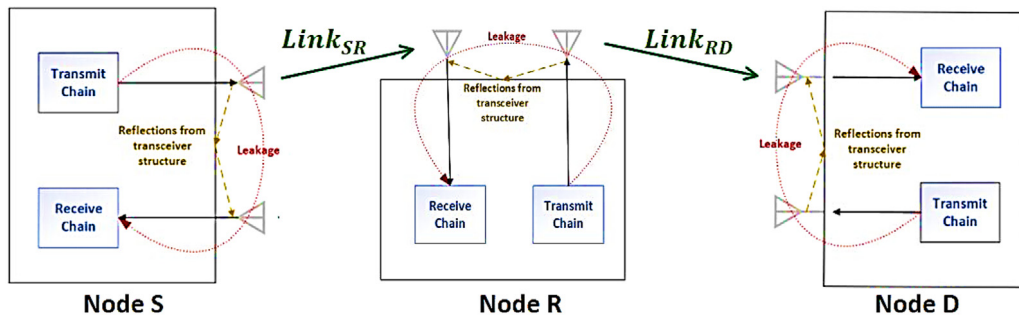 Link_SR
Link_RD
Transmit
Chain
Reflections from
transceiver
structure
Leakage
Receive
Chain
Node S
Leakage
Reflections from
transceiver
structure
Receive
Chain
Transmit
Chain
Node R
Receive
Chain
Leakage
Reflections from
transceiver
structure
Transmit
Chain
Node D